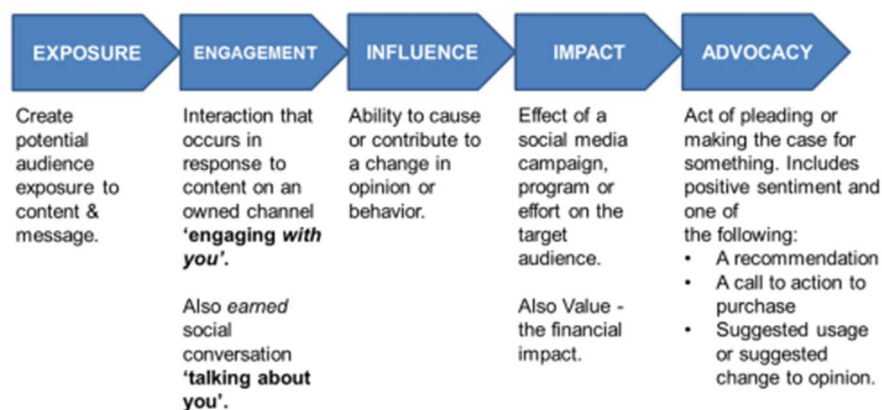 EXPOSURE
ENGAGEMENT
INFLUENCE
IMPACT
ADVOCACY
Create
potential
audience
exposure to
content &
message.
Interaction that
occurs in
response to
content on an
owned channel
‘engaging with
you’.
Also earned
social
conversation
‘talking about
you’.
Ability to cause
or contribute to
a change in
opinion or
behavior.
Effect of a
social media
campaign,
program or
effort on the
target
audience.
Also Value -
the financial
impact.
Act of pleading or
making the case for
something. Includes
positive sentiment and
one of
the following:
• A recommendation
• A call to action to
purchase
• Suggested usage
or suggested
change to opinion.